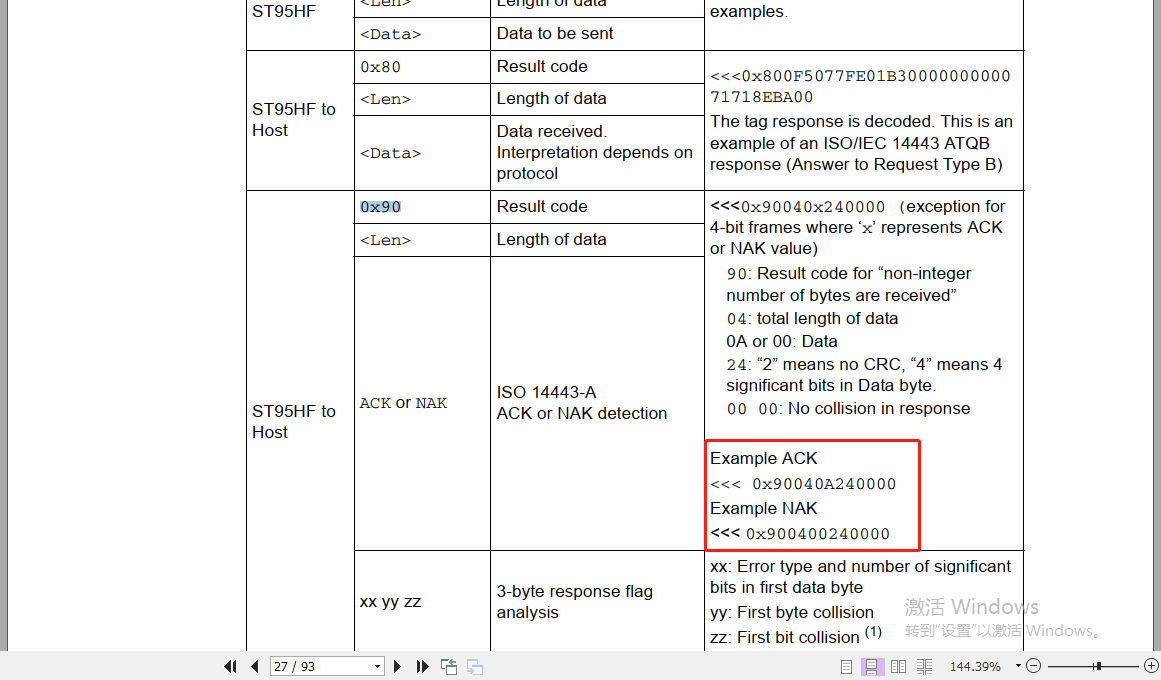 ST95HF
<Len>
Length of data
examples.
<Data>
Data to be sent
ST95HF to
Host
0x80
Result code
<Len>
Length of data
<Data>
Data received.
Interpretation depends on
protocol
<<<0x800F5077FE01B30000000000
71718EBA00
The tag response is decoded. This is an
example of an ISO/IEC 14443 ATQB
response (Answer to Request Type B)
ST95HF to
Host
0x90
Result code
<Len>
Length of data
ACK or NAK
ISO 14443-A
ACK or NAK detection
<<<0x90040x240000 (exception for
4-bit frames where ‘x’ represents ACK
or NAK value)
90: Result code for “non-integer
number of bytes are received”
04: total length of data
0A or 00: Data
24: “2” means no CRC, “4” means 4
significant bits in Data byte.
00 00: No collision in response
Example ACK
<<< 0x90040A240000
Example NAK
<<< 0x900400240000
xx yy zz
3-byte response flag
analysis
xx: Error type and number of significant
bits in first data byte
yy: First byte collision
zz: First bit collision (1)
激活 Windows
转到“设置”以激活 Windows。
27 / 93
144.39%